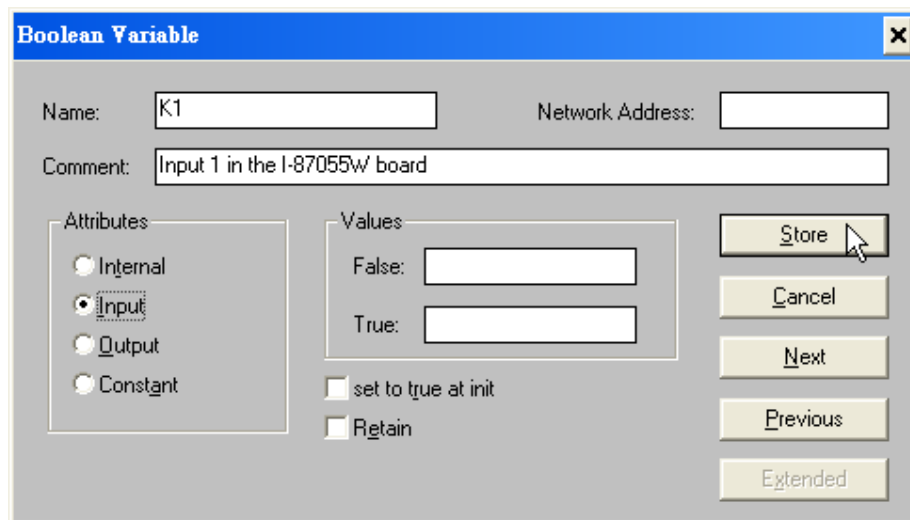 Boolean Variable
Name: K1 Network Address:
Comment: Input 1 in the I-87055W board
Attributes
Internal
Input
Output
Constant
Values
False:
True:
set to true at init
Retain
Store
Cancel
Next
Previous
Extended